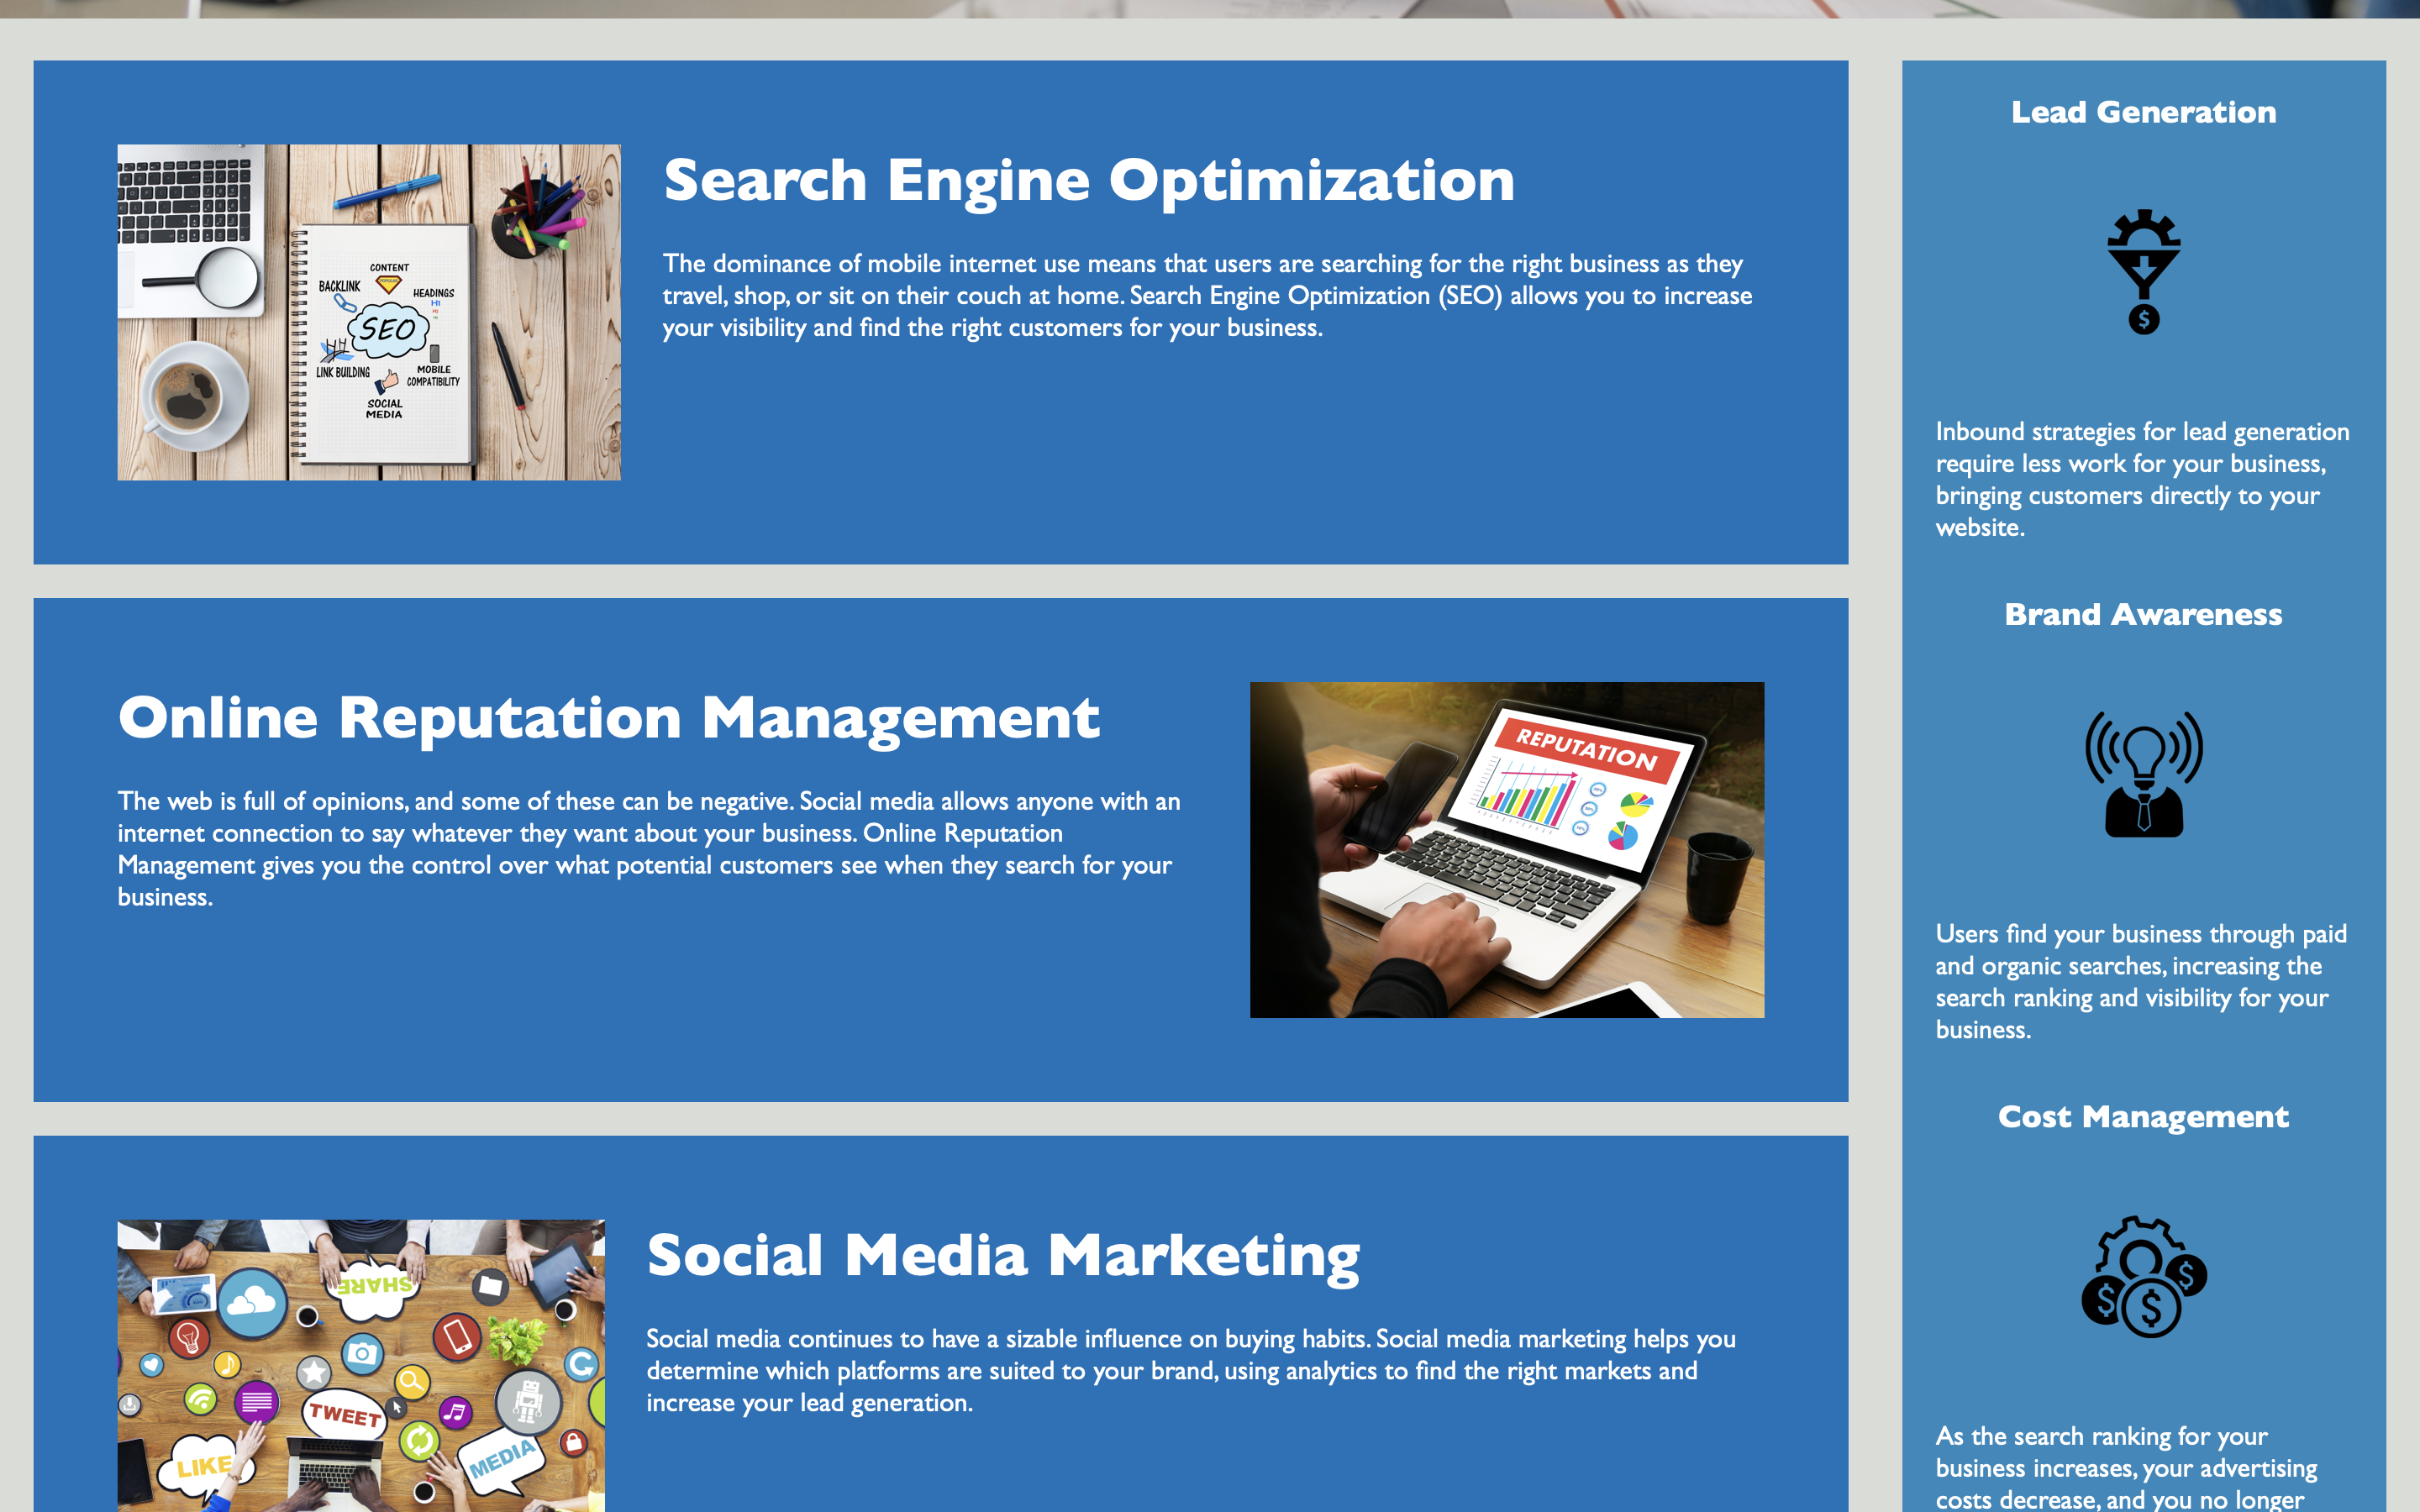 Search Engine Optimization
The dominance of mobile internet use means that users are searching for the right business as they
travel, shop, or sit on their couch at home. Search Engine Optimization (SEO) allows you to increase
your visibility and find the right customers for your business.
CONTENT
BACKLINK
HEADINGS
H1
SEO
LINK BUILDING
MOBILE
COMPATIBILITY
SOCIAL
MEDIA
Online Reputation Management
The web is full of opinions, and some of these can be negative. Social media allows anyone with an
internet connection to say whatever they want about your business. Online Reputation
Management gives you the control over what potential customers see when they search for your
business.
REPUTATION
Social Media Marketing
Social media continues to have a sizable influence on buying habits. Social media marketing helps you
determine which platforms are suited to your brand, using analytics to find the right markets and
increase your lead generation.
SHARE
TWEET
LIKE
MEDIA
Lead Generation
$
Inbound strategies for lead generation
require less work for your business,
bringing customers directly to your
website.
Brand Awareness
Users find your business through paid
and organic searches, increasing the
search ranking and visibility for your
business.
Cost Management
$
$
$
As the search ranking for your
business increases, your advertising
costs decrease, and you no longer